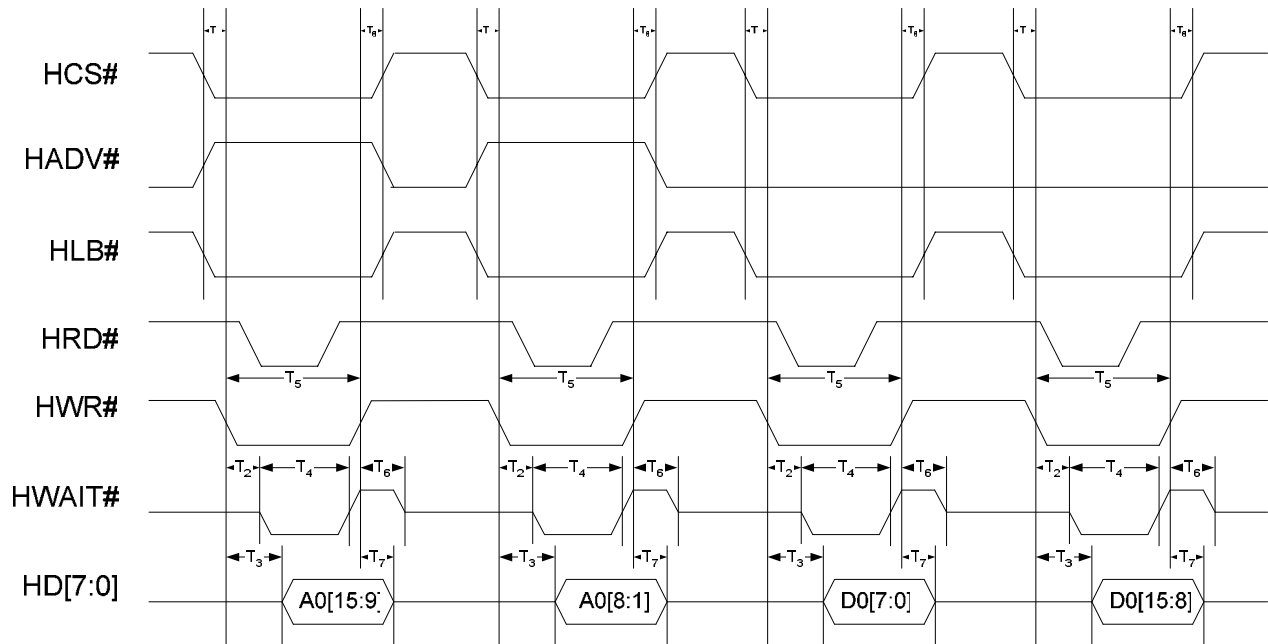 T T₈ T T₈ T T₈ T T₈
HCS#
HADV#
HLB#
HRD#
T₅ T₅ T₅ T₅
HWR#
T₂ T₄ T₆ T₂ T₄ T₆ T₂ T₄ T₆ T₂ T₄ T₆
HWAIT#
T₃ T₇ T₃ T₇ T₃ T₇ T₃ T₇
HD[7:0] A0[15:9] A0[8:1] D0[7:0] D0[15:8]